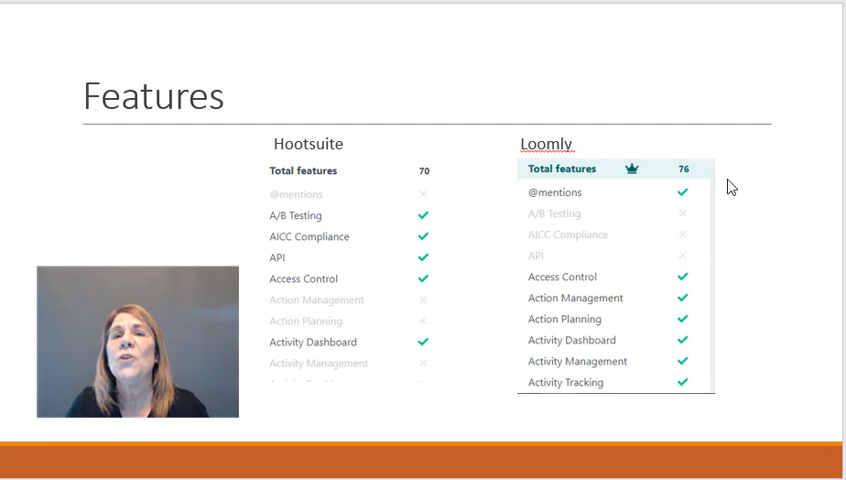 Features
Hootsuite
Total features 70
@mentions
A/B Testing
AICC Compliance
API
Access Control
Action Management
Action Planning
Activity Dashboard
Activity Management
Loomly
Total features 76
@mentions
A/B Testing
AICC Compliance
API
Access Control
Action Management
Action Planning
Activity Dashboard
Activity Management
Activity Tracking